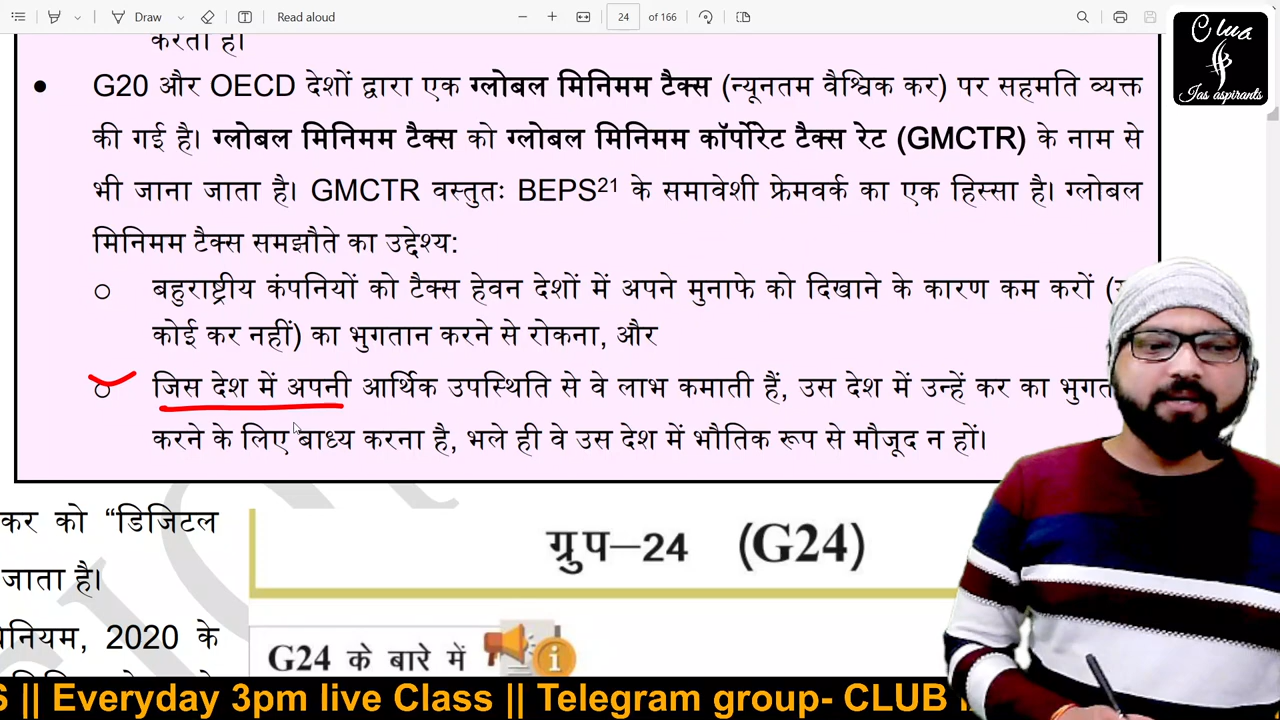 Draw
Read aloud
24
of 166
Clua
Ias aspirants
करता है।
• G20 और OECD देशों द्वारा एक ग्लोबल मिनिमम टैक्स (न्यूनतम वैश्विक कर) पर सहमति व्यक्त
की गई है। ग्लोबल मिनिमम टैक्स को ग्लोबल मिनिमम कॉर्पोरेट टैक्स रेट (GMCTR) के नाम से
भी जाना जाता है। GMCTR वस्तुतः BEPS21 के समावेशी फ्रेमवर्क का एक हिस्सा है। ग्लोबल
मिनिमम टैक्स समझौते का उद्देश्य:
o बहुराष्ट्रीय कंपनियों को टैक्स हेवन देशों में अपने मुनाफे को दिखाने के कारण कम करों
कोई कर नहीं) का भुगतान करने से रोकना, और
o जिस देश में अपनी आर्थिक उपस्थिति से वे लाभ कमाती हैं, उस देश में उन्हें कर का
करने के लिए बाध्य करना है, भले ही वे उस देश में भौतिक रूप से मौजूद न हों।
कर को “डिजिटल
जाता है।
2020 के
ग्रुप–24 (G24)
G24 के बारे में
S || Everyday 3pm live Class || Telegram group- CLUB